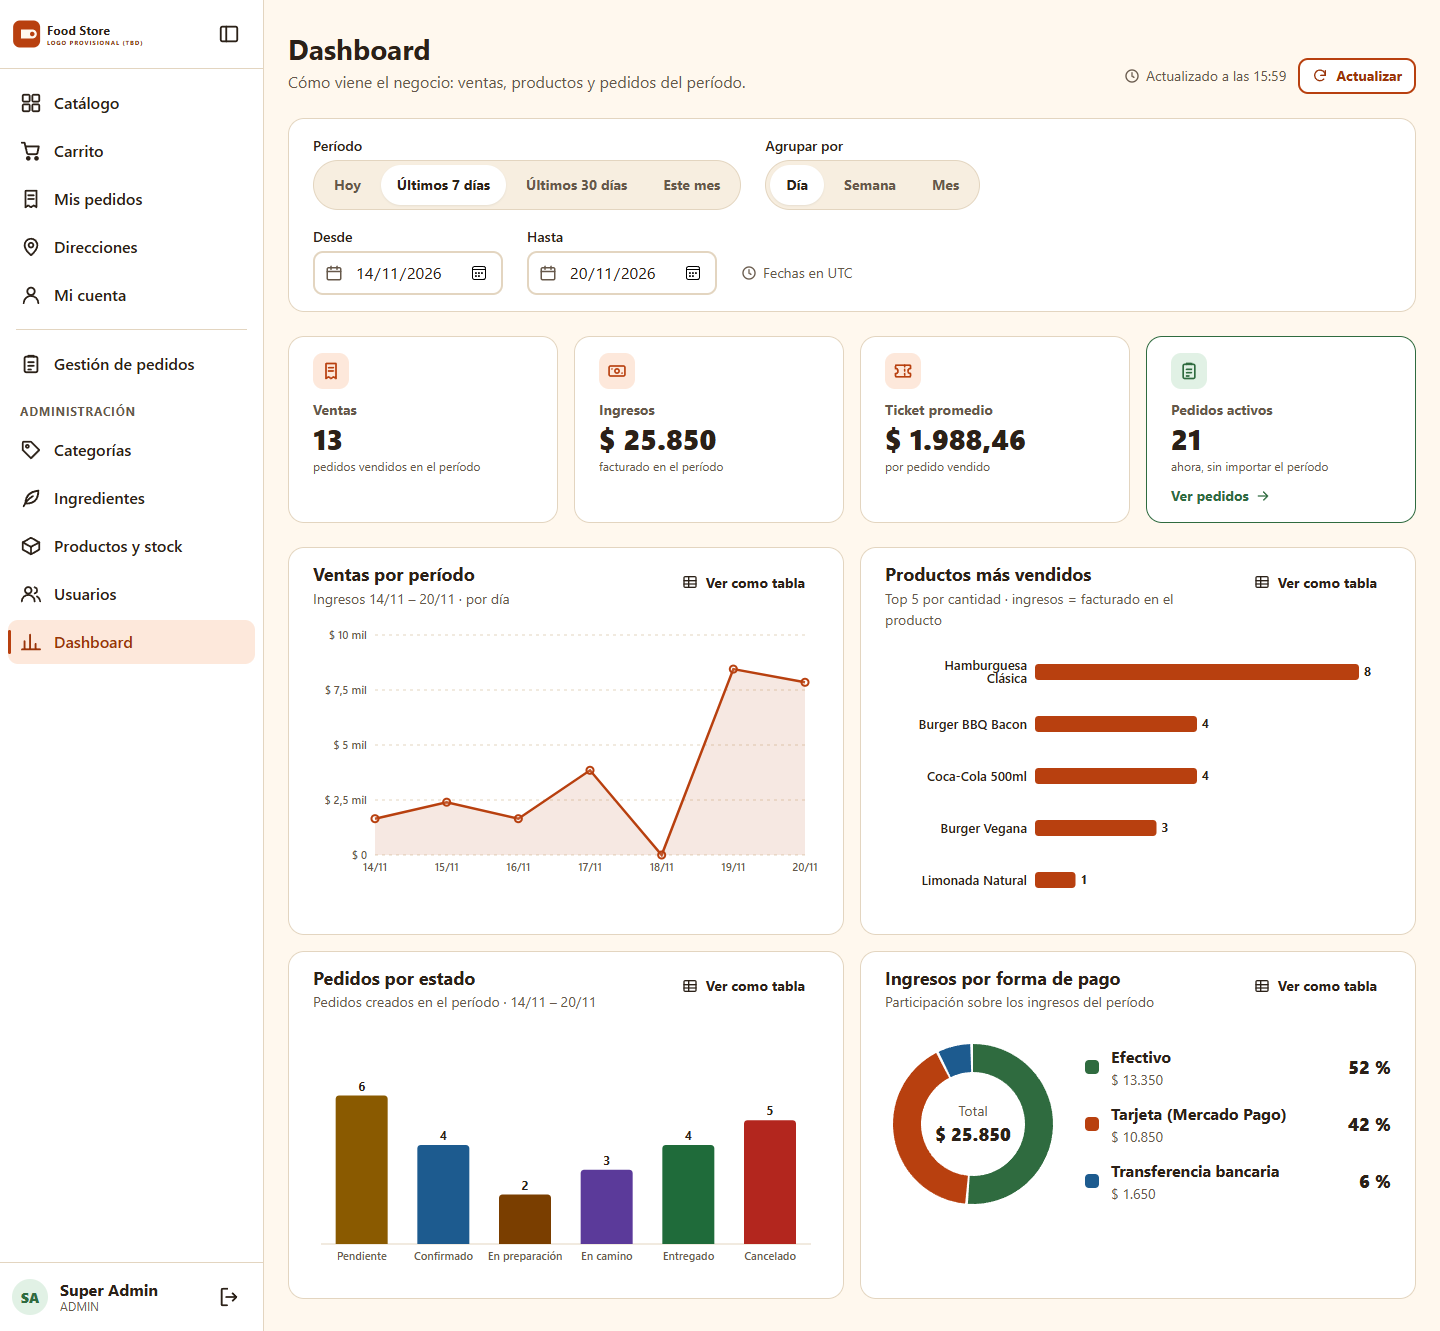 Food Store
LOGO PROVISIONAL (TBD)
Catálogo
Carrito
Mis pedidos
Direcciones
Mi cuenta
Gestión de pedidos
ADMINISTRACIÓN
Categorías
Ingredientes
Productos y stock
Usuarios
Dashboard
SA
Super Admin
ADMIN
Dashboard
Cómo viene el negocio: ventas, productos y pedidos del período.
Actualizado a las 15:59
Actualizar
Período
Hoy
Últimos 7 días
Últimos 30 días
Este mes
Agrupar por
Día
Semana
Mes
Desde
14/11/2026
Hasta
20/11/2026
Fechas en UTC
Ventas
13
pedidos vendidos en el período
Ingresos
$ 25.850
facturado en el período
Ticket promedio
$ 1.988,46
por pedido vendido
Pedidos activos
21
ahora, sin importar el período
Ver pedidos
Ventas por período
Ingresos 14/11 – 20/11 · por día
Ver como tabla
$ 10 mil
$ 7,5 mil
$ 5 mil
$ 2,5 mil
$ 0
14/11
15/11
16/11
17/11
18/11
19/11
20/11
Productos más vendidos
Top 5 por cantidad · ingresos = facturado en el
producto
Ver como tabla
Hamburguesa
Clásica
8
Burger BBQ Bacon
4
Coca-Cola 500ml
4
Burger Vegana
3
Limonada Natural
1
Pedidos por estado
Pedidos creados en el período · 14/11 – 20/11
Ver como tabla
6
4
2
3
4
5
Pendiente
Confirmado
En preparación
En camino
Entregado
Cancelado
Ingresos por forma de pago
Participación sobre los ingresos del período
Ver como tabla
Total
$ 25.850
Efectivo
$ 13.350
52 %
Tarjeta (Mercado Pago)
$ 10.850
42 %
Transferencia bancaria
$ 1.650
6 %